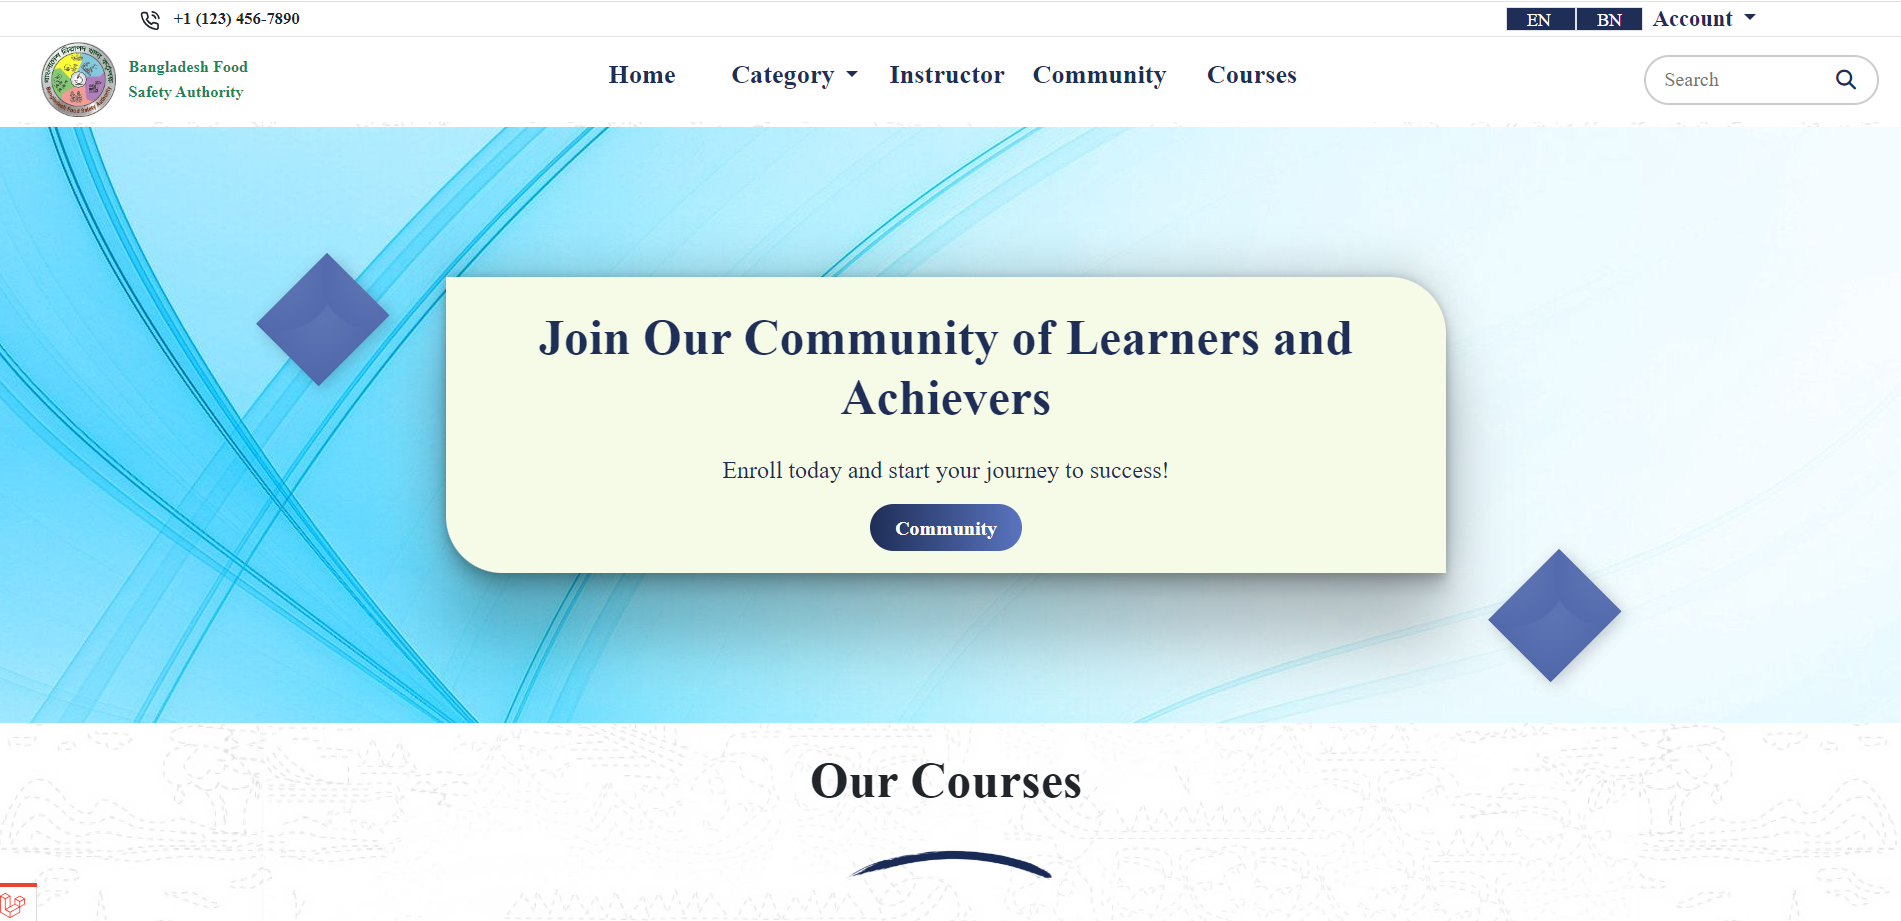 +1 (123) 456-7890
EN
BN
Account
Bangladesh Food
Safety Authority
Home
Category
Instructor
Community
Courses
Search
Join Our Community of Learners and
Achievers
Enroll today and start your journey to success!
Community
Our Courses